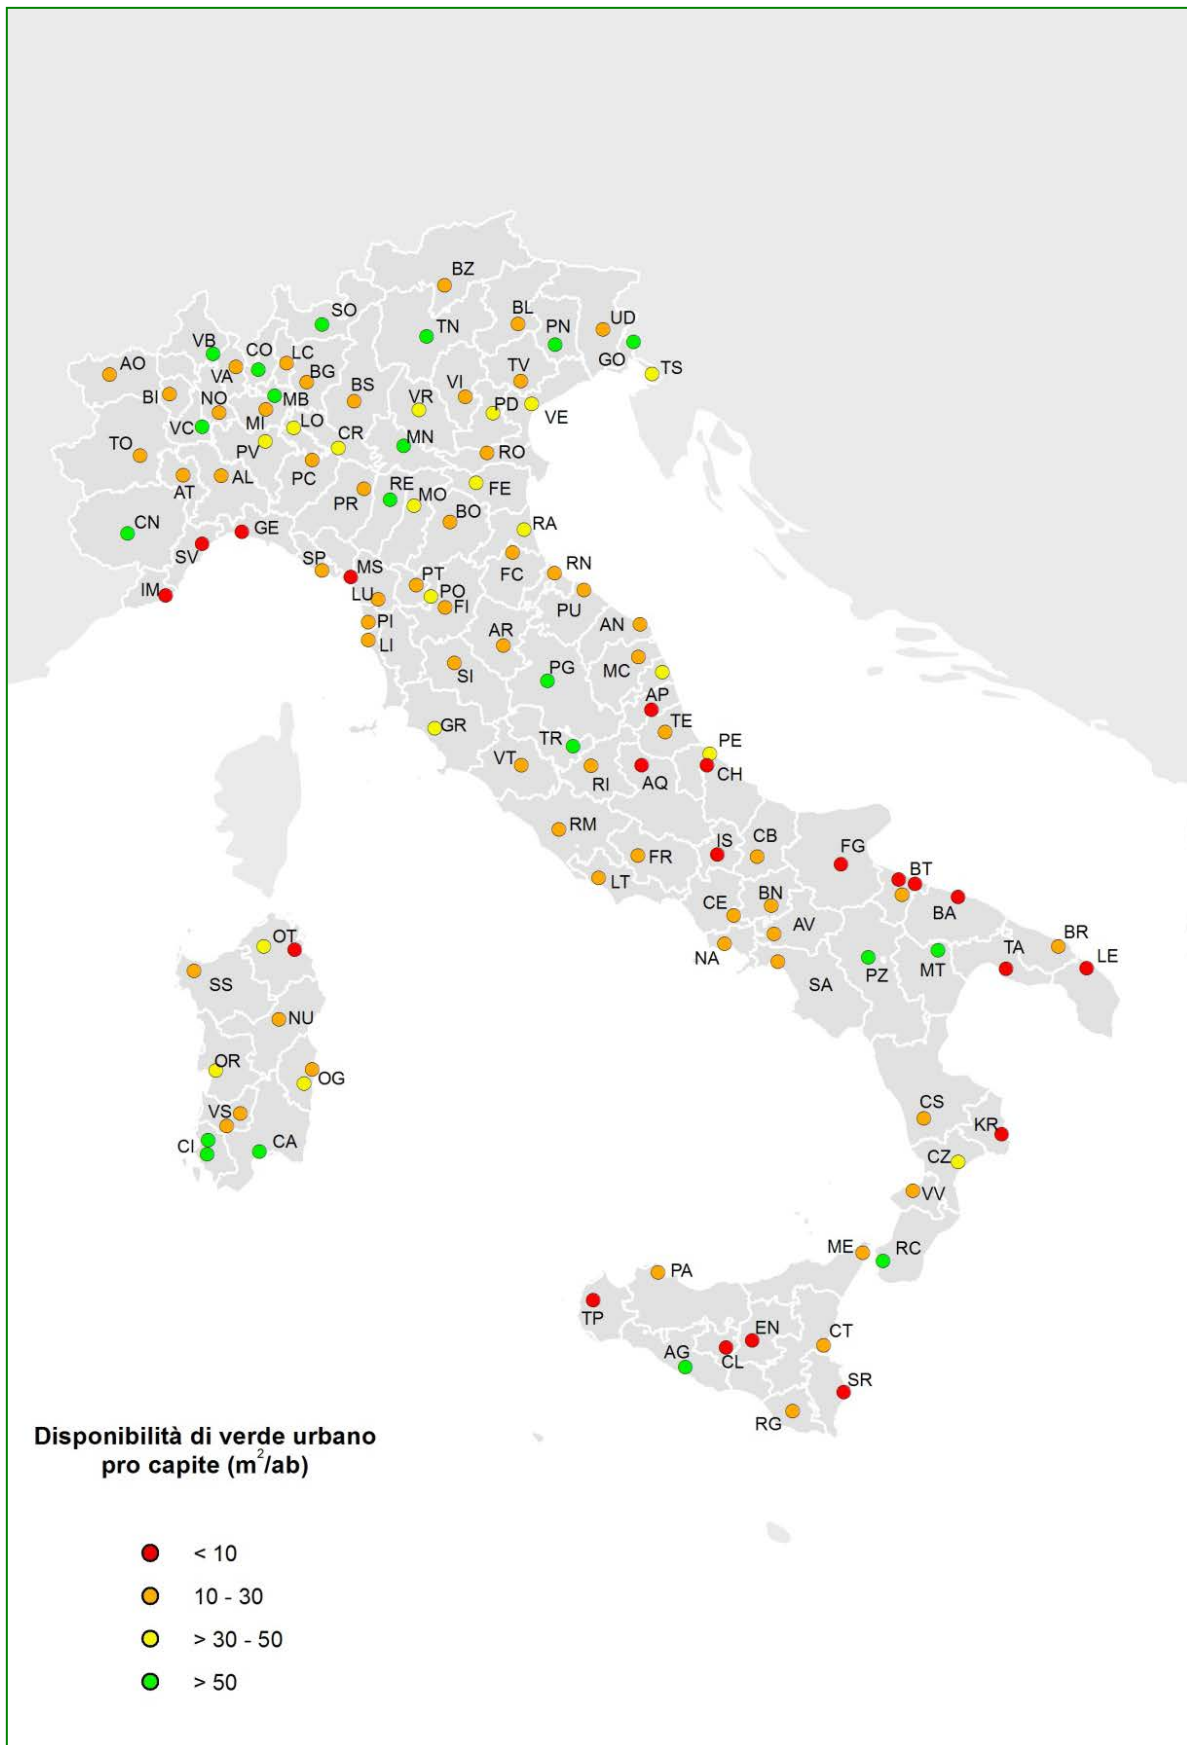 BZ
SO
BL
UD
TN
PN
VB
CO
LC
GO
AO
VA
BG
TV
TS
BI
NO
MB
BS
VR
VI
PD
VE
MI
LO
VC
TO
PV
CR
MN
RO
AT
AL
PC
PR
RE
MO
FE
CN
GE
BO
RA
SV
SP
MS
FC
RN
IM
LU
PT
PO
FI
PU
PI
AN
LI
AR
SI
PG
MC
AP
GR
TE
TR
PE
VT
RI
AQ
CH
RM
IS
CB
FG
FR
BT
LT
CE
BN
BA
AV
BR
OT
NA
TA
LE
SS
SA
PZ
MT
NU
OR
OG
VS
CS
KR
CI
CA
CZ
VV
ME
RC
PA
TP
EN
CT
AG
CL
SR
RG
Disponibilità di verde urbano
pro capite (m²/ab)
< 10
10 - 30
> 30 - 50
> 50